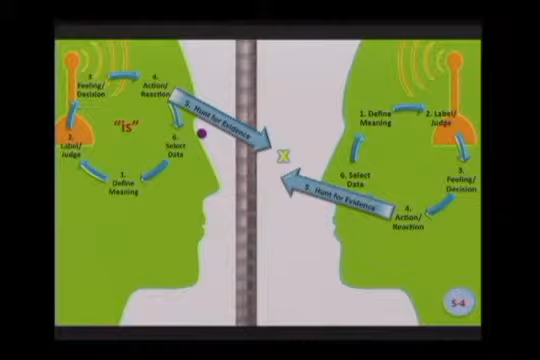 3.
Feeling/
Decision
4.
Action/
Reaction
5. Hunt for Evidence
"is"
2.
Label/
Judge
6.
Select
Data
1.
Define
Meaning
X
1. Define
Meaning
2. Label/
Judge
3.
Feeling/
Decision
6. Select
Data
5. Hunt for Evidence
4.
Action/
Reaction
S-4